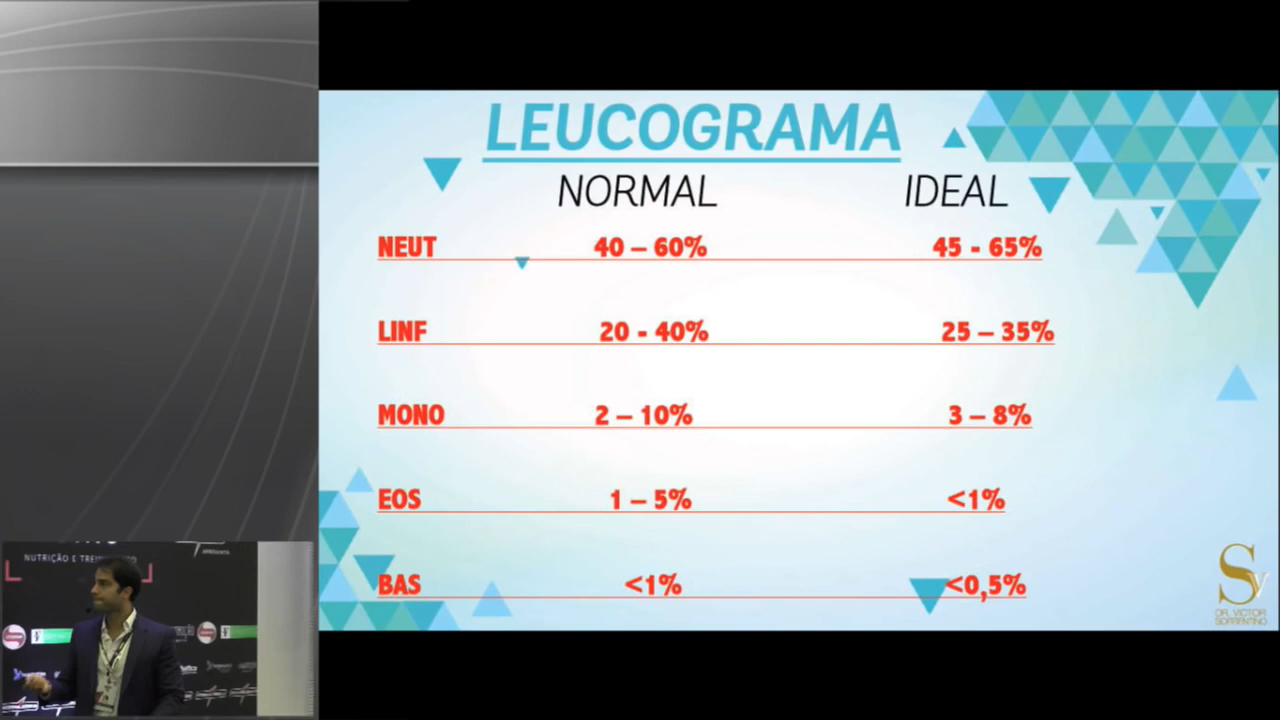 LEUCOGRAMA
NORMAL IDEAL
NEUT 40 – 60% 45 - 65%
LINF 20 - 40% 25 – 35%
MONO 2 – 10% 3 – 8%
EOS 1 – 5% <1%
BAS <1% <0,5%
SV
DR. VICTOR
SORRENTINO
NUTRIÇÃO E